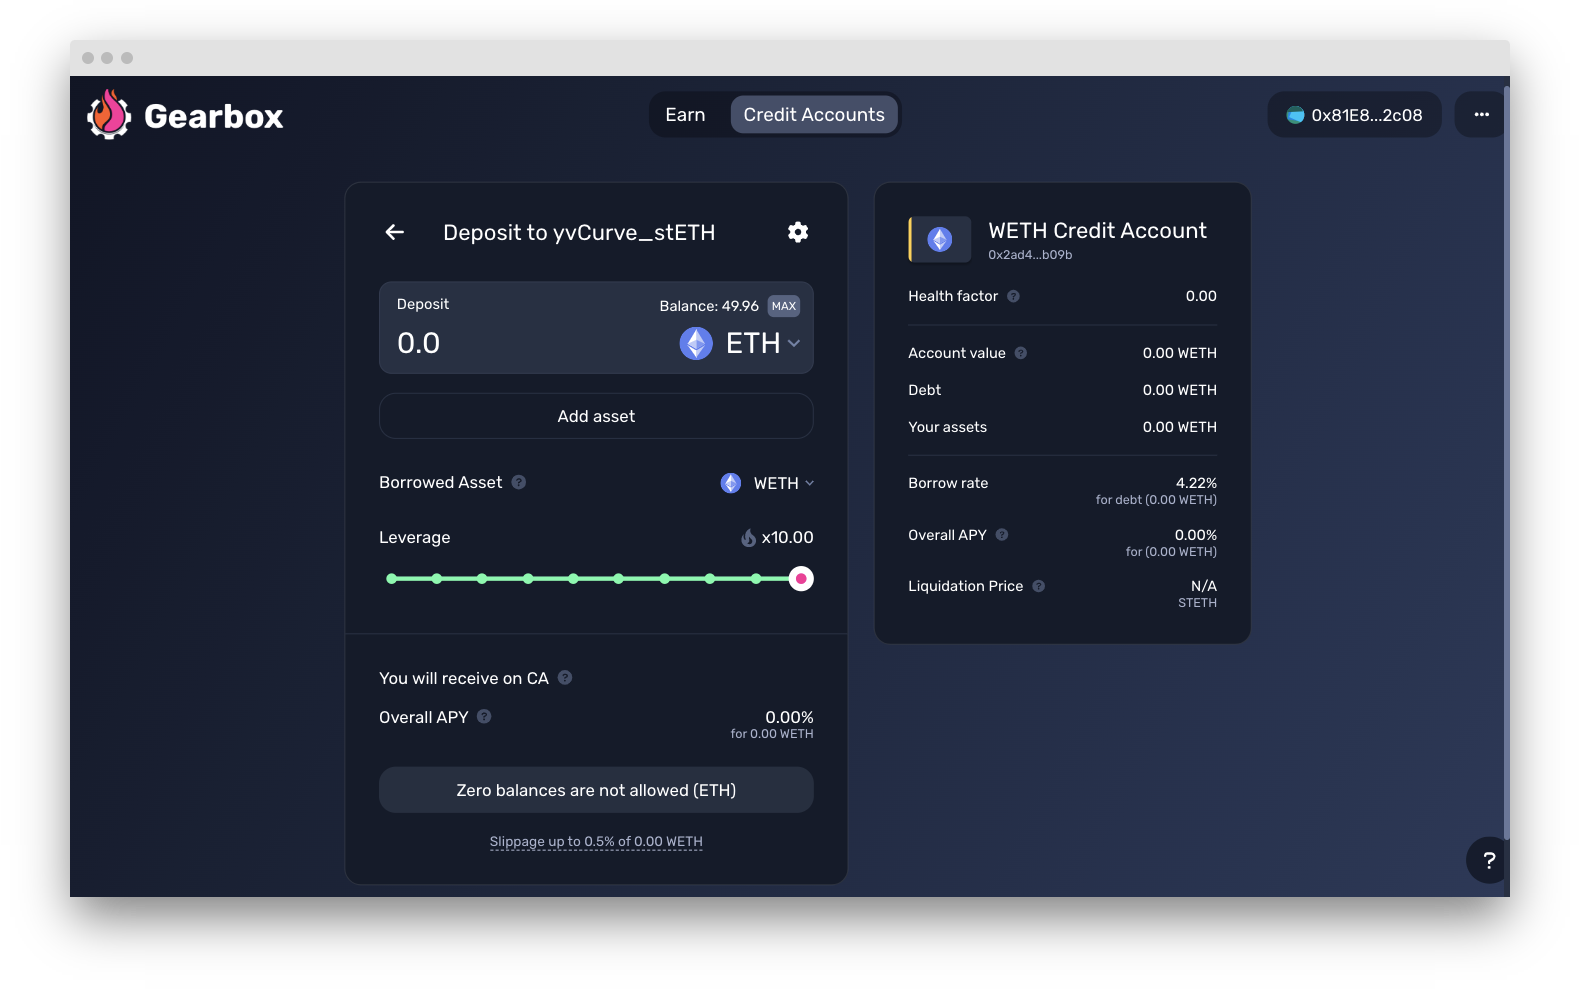 Gearbox
Earn
Credit Accounts
0x81E8...2c08
...
Deposit to yvCurve_stETH
Deposit
Balance: 49.96 MAX
0.0
ETH
Add asset
Borrowed Asset ?
WETH
Leverage
x10.00
You will receive on CA ?
Overall APY ?
0.00%
for 0.00 WETH
Zero balances are not allowed (ETH)
Slippage up to 0.5% of 0.00 WETH
WETH Credit Account
0x2ad4...b09b
Health factor ? 0.00
Account value ? 0.00 WETH
Debt 0.00 WETH
Your assets 0.00 WETH
Borrow rate 4.22%
for debt (0.00 WETH)
Overall APY ? 0.00%
for (0.00 WETH)
Liquidation Price ? N/A
STETH
?